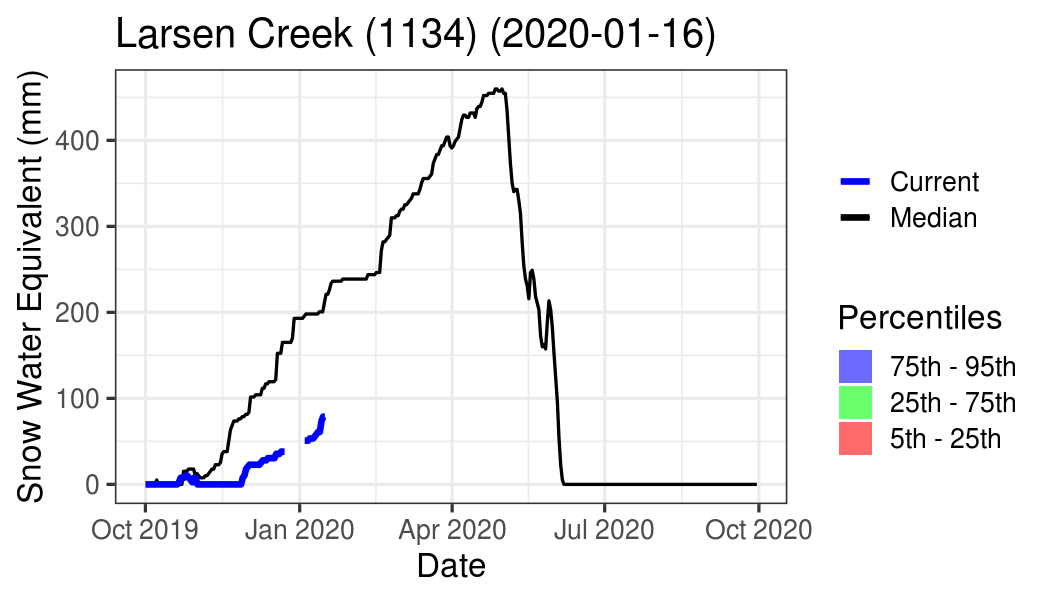 Larsen Creek (1134) (2020-01-16)
Snow Water Equivalent (mm)
400
300
200
100
0
Oct 2019
Jan 2020
Apr 2020
Jul 2020
Oct 2020
Date
Current
Median
Percentiles
75th - 95th
25th - 75th
5th - 25th